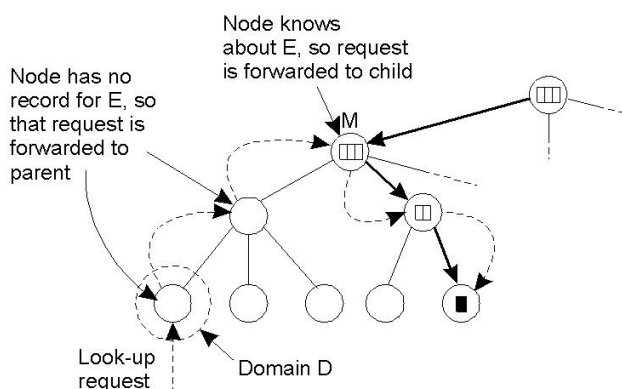 Node knows
about E, so request
is forwarded to child
Node has no
record for E, so
that request is
forwarded to
parent
M
Look-up
request
Domain D